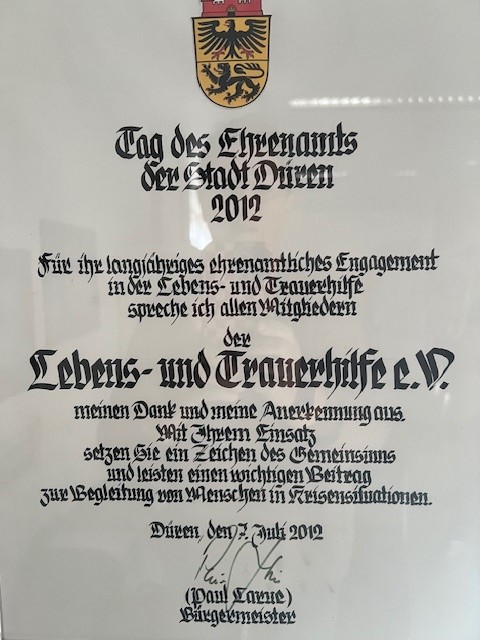 Tag des Ehrenamts
der Stadt Düren
2012
Für ihr langjähriges ehrenamtliches Engagement
in der Lebens- und Trauerhilfe
spreche ich allen Mitgliedern
der
Lebens- und Trauerhilfe e.V.
meinen Dank und meine Anerkennung aus.
Mit Ihrem Einsatz
setzen Sie ein Zeichen des Gemeinsinns
und leisten einen wichtigen Beitrag
zur Begleitung von Menschen in Krisensituationen.
Düren, den 7. Juli 2012
(Paul Larue)
Bürgermeister